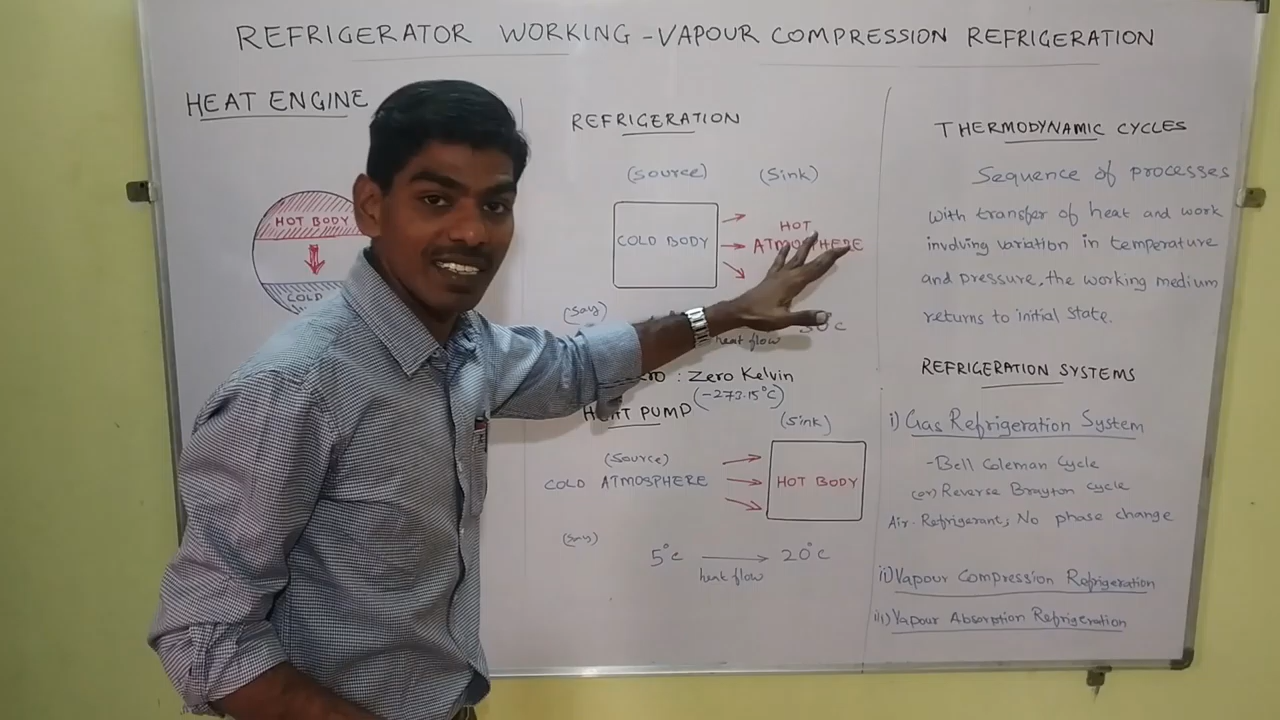 REFRIGERATOR WORKING - VAPOUR COMPRESSION REFRIGERATION
HEAT ENGINE
HOT BODY
COLD
REFRIGERATION
(Source) (Sink)
COLD BODY
HOT
ATMOSPHERE
(Say)
heat flow
30°c
: Zero Kelvin
(-273.15°C)
HEAT PUMP
(Sink)
(Source)
COLD ATMOSPHERE
HOT BODY
(Say)
5°c 20°c
heat flow
THERMODYNAMIC CYCLES
Sequence of processes
with transfer of heat and work
involving variation in temperature
and pressure, the working medium
returns to initial state.
REFRIGERATION SYSTEMS
i) Gas Refrigeration System
-Bell Coleman Cycle
(or) Reverse Brayton cycle
Air-Refrigerant, No phase change
ii) Vapour Compression Refrigeration
iii) Vapour Absorption Refrigeration